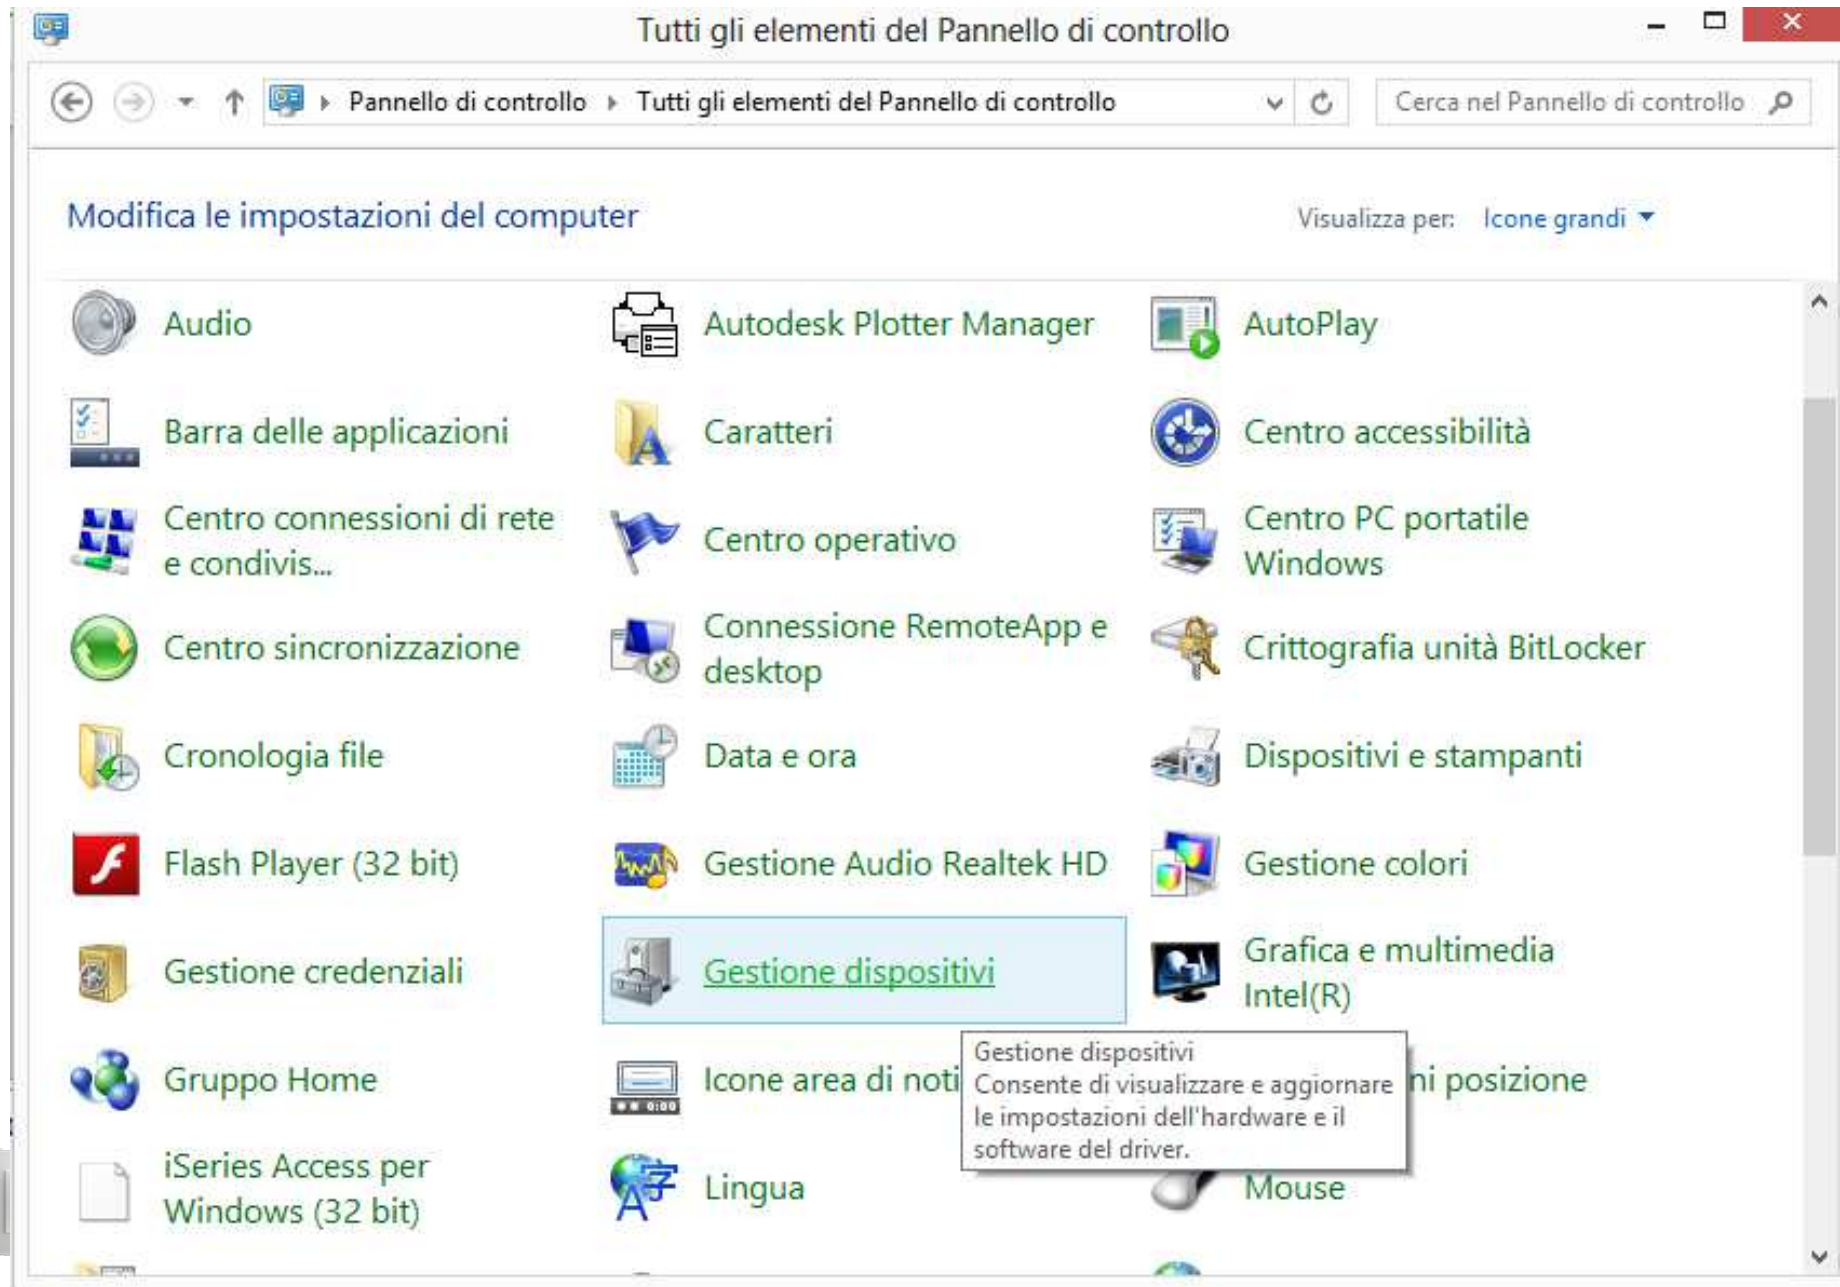 Tutti gli elementi del Pannello di controllo
Pannello di controllo
Tutti gli elementi del Pannello di controllo
Cerca nel Pannello di controllo
Modifica le impostazioni del computer
Visualizza per:
Icone grandi
Audio
Autodesk Plotter Manager
AutoPlay
Barra delle applicazioni
Caratteri
Centro accessibilità
Centro connessioni di rete
e condivis...
Centro operativo
Centro PC portatile
Windows
Centro sincronizzazione
Connessione RemoteApp e
desktop
Crittografia unità BitLocker
Cronologia file
Data e ora
Dispositivi e stampanti
Flash Player (32 bit)
Gestione Audio Realtek HD
Gestione colori
Gestione credenziali
Gestione dispositivi
Grafica e multimedia
Intel(R)
Gruppo Home
Icone area di noti
ni posizione
Gestione dispositivi
Consente di visualizzare e aggiornare
le impostazioni dell'hardware e il
software del driver.
iSeries Access per
Windows (32 bit)
Lingua
Mouse